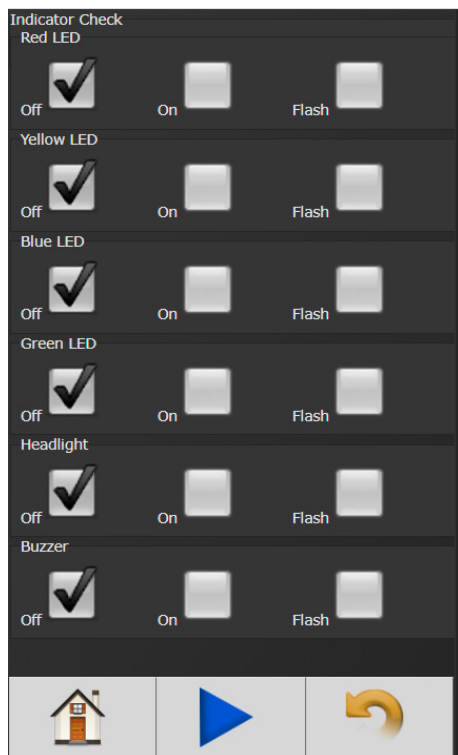 Indicator Check
Red LED
Off On Flash
Yellow LED
Off On Flash
Blue LED
Off On Flash
Green LED
Off On Flash
Headlight
Off On Flash
Buzzer
Off On Flash